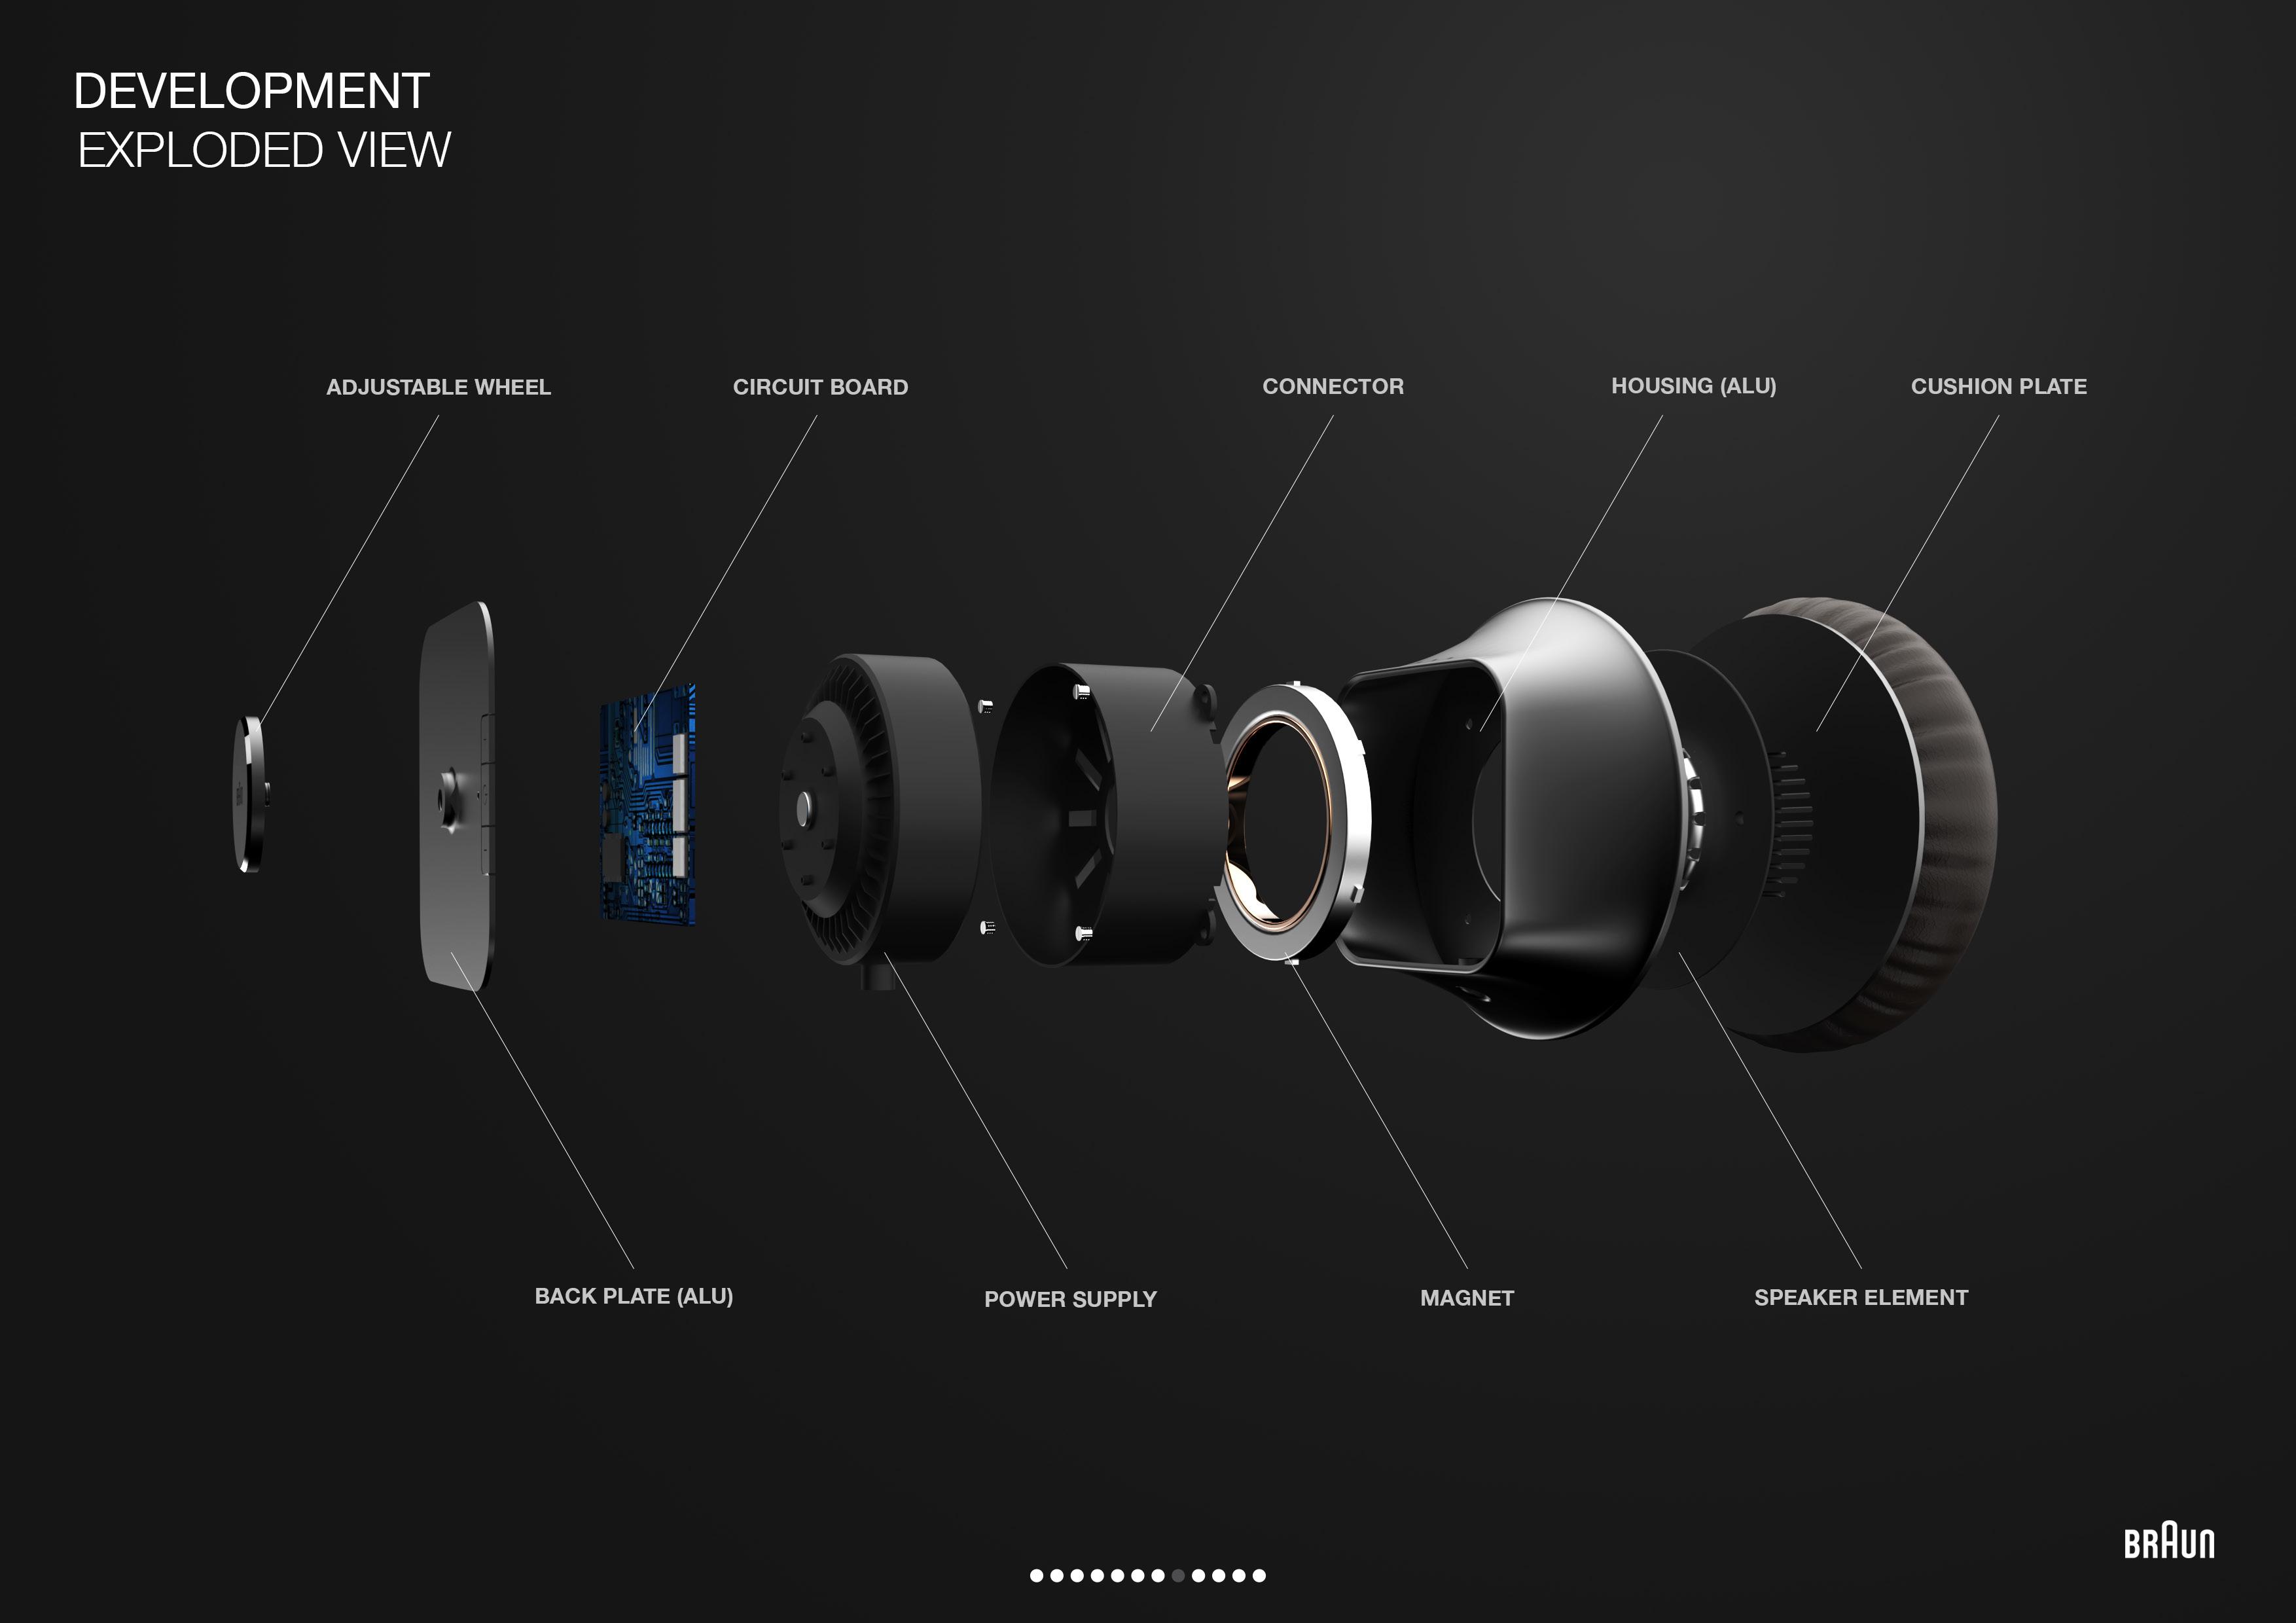 DEVELOPMENT
EXPLODED VIEW
ADJUSTABLE WHEEL
CIRCUIT BOARD
CONNECTOR
HOUSING (ALU)
CUSHION PLATE
BACK PLATE (ALU)
POWER SUPPLY
MAGNET
SPEAKER ELEMENT
BRAUN